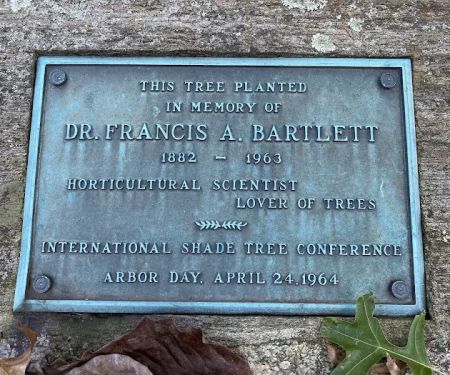 THIS TREE PLANTED
IN MEMORY OF
DR. FRANCIS A. BARTLETT
1882 - 1963
HORTICULTURAL SCIENTIST
LOVER OF TREES
INTERNATIONAL SHADE TREE CONFERENCE
ARBOR DAY, APRIL 24, 1964